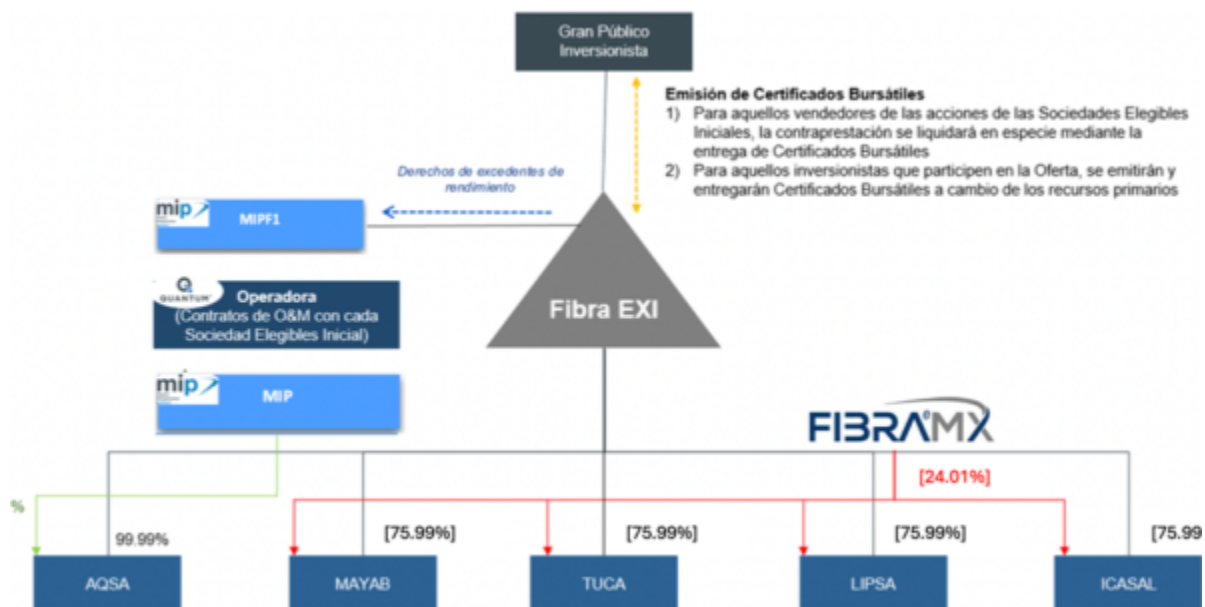 Gran Público
Inversionista
Emisión de Certificados Bursátiles
1) Para aquellos vendedores de las acciones de las Sociedades Elegibles
Iniciales, la contraprestación se liquidará en especie mediante la
entrega de Certificados Bursátiles
2) Para aquellos inversionistas que participen en la Oferta, se emitirán y
entregarán Certificados Bursátiles a cambio de los recursos primarios
Derechos de excedentes de
rendimiento
mip
MIPF1
QUANTUM
Operadora
(Contratos de O&M con cada
Sociedad Elegibles Inicial)
Fibra EXI
mip
MIP
FIBRAeMX
[24.01%]
%
99.99%
[75.99%]
[75.99%]
[75.99%]
[75.99
AQSA
MAYAB
TUCA
LIPSA
ICASAL